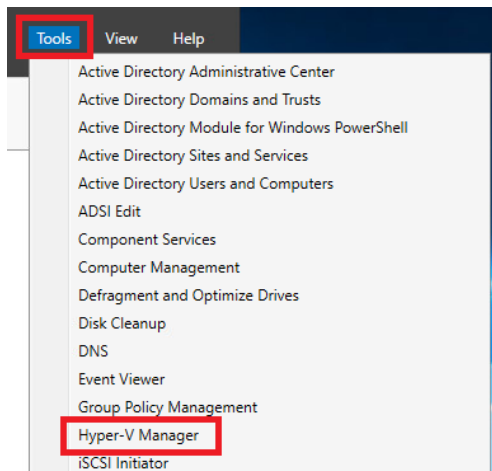 Tools View Help
Active Directory Administrative Center
Active Directory Domains and Trusts
Active Directory Module for Windows PowerShell
Active Directory Sites and Services
Active Directory Users and Computers
ADSI Edit
Component Services
Computer Management
Defragment and Optimize Drives
Disk Cleanup
DNS
Event Viewer
Group Policy Management
Hyper-V Manager
iSCSI Initiator